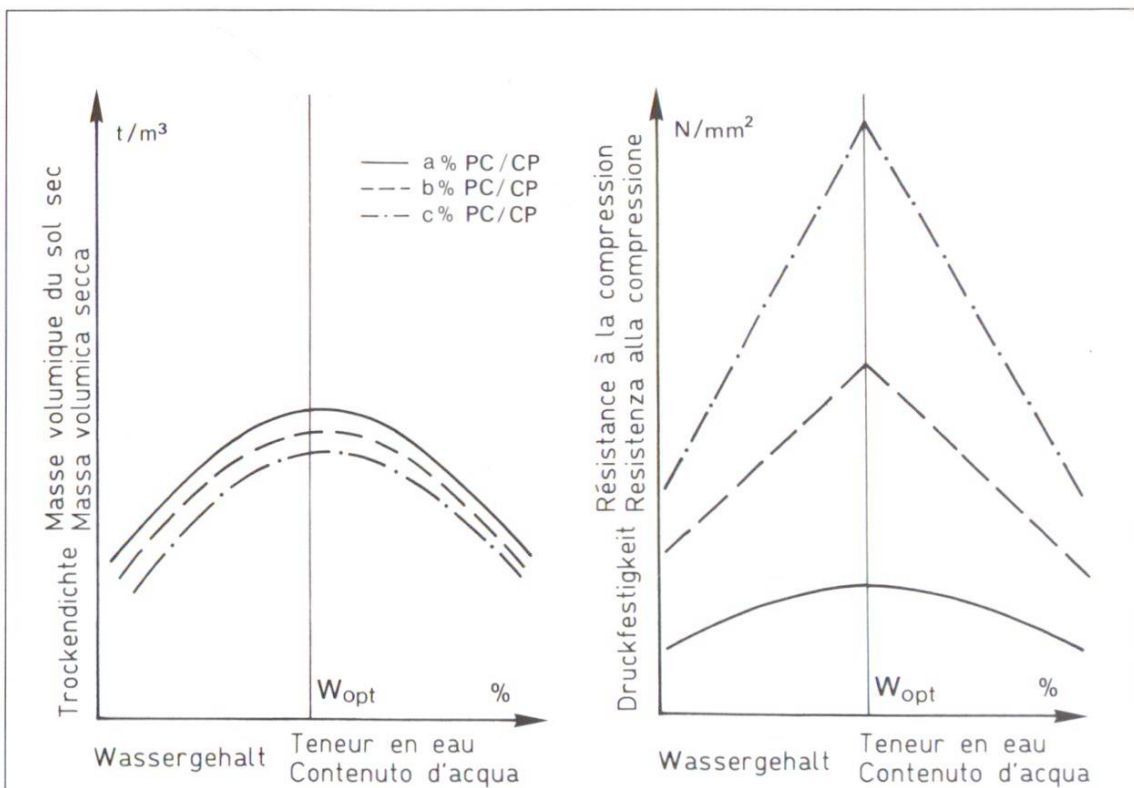 t/m³
a% PC/CP
b% PC/CP
c% PC/CP
Trockendichte
Masse volumique du sol sec
Massa volumica secca
Wopt
%
Wassergehalt
Teneur en eau
Contenuto d'acqua
N/mm²
Druckfestigkeit
Résistance à la compression
Resistenza alla compressione
Wopt
%
Wassergehalt
Teneur en eau
Contenuto d'acqua